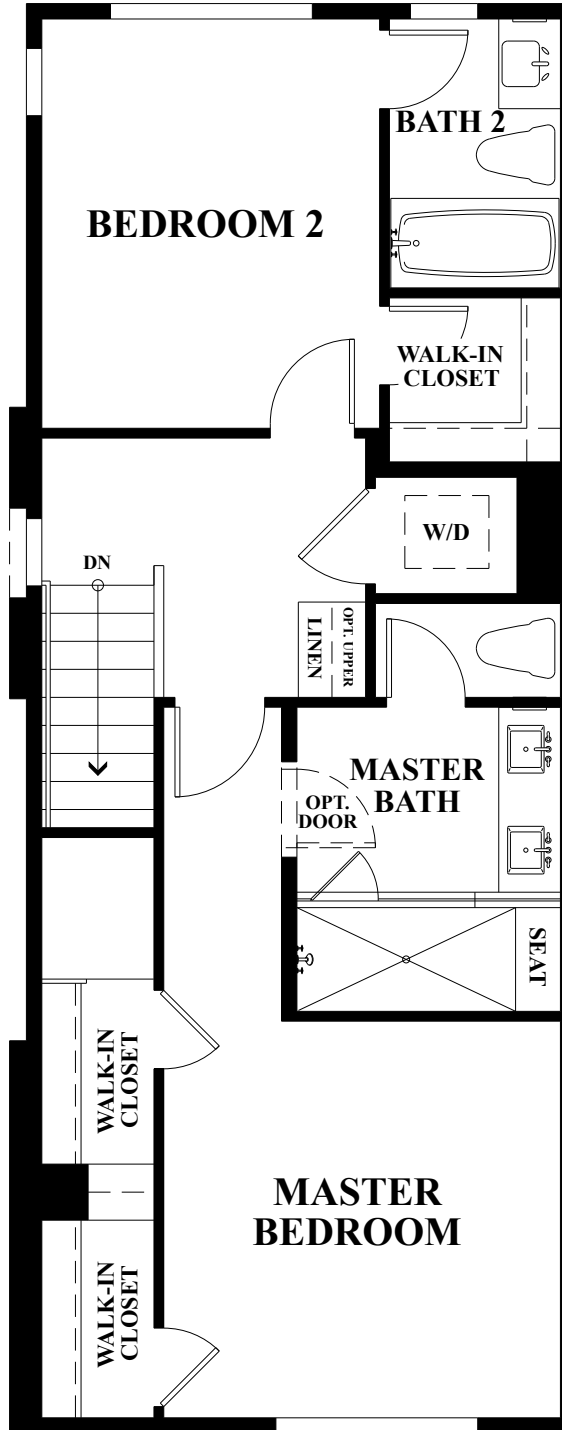 BATH 2
BEDROOM 2
WALK-IN
CLOSET
W/D
DN
LINEN
OPT. UPPER
MASTER
BATH
OPT.
DOOR
SEAT
WALK-IN
CLOSET
MASTER
BEDROOM
WALK-IN
CLOSET